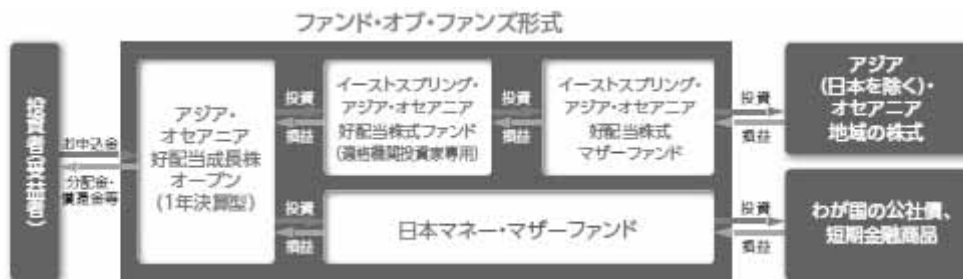 ファンド・オブ・ファンズ形式
投資者(受益者)
お申込金
分配金・
償還金等
アジア・
オセアニア
好配当成長株
オープン
(1年決算型)
投資
損益
イーストスプリング・
アジア・オセアニア
好配当株式ファンド
(適格機関投資家専用)
投資
損益
イーストスプリング・
アジア・オセアニア
好配当株式
マザーファンド
投資
損益
アジア
(日本を除く)・
オセアニア
地域の株式
投資
損益
日本マネー・マザーファンド
投資
損益
わが国の公社債、
短期金融商品